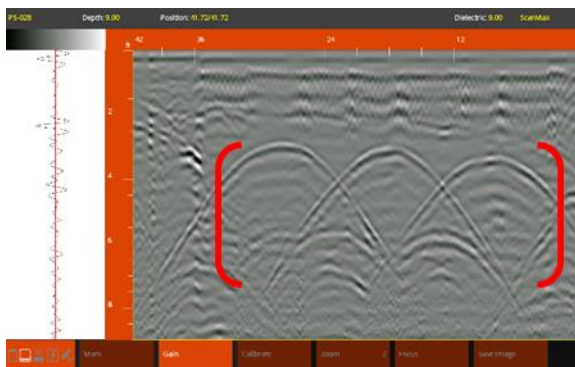 PS-028 Depth: 9.00 Position: 41.72/41.72 Dielectric: 9.00 ScanMax
ft 42 36 24 12
2
4
6
8
Mark Gain Calibrate Zoom 2 Focus Save Image